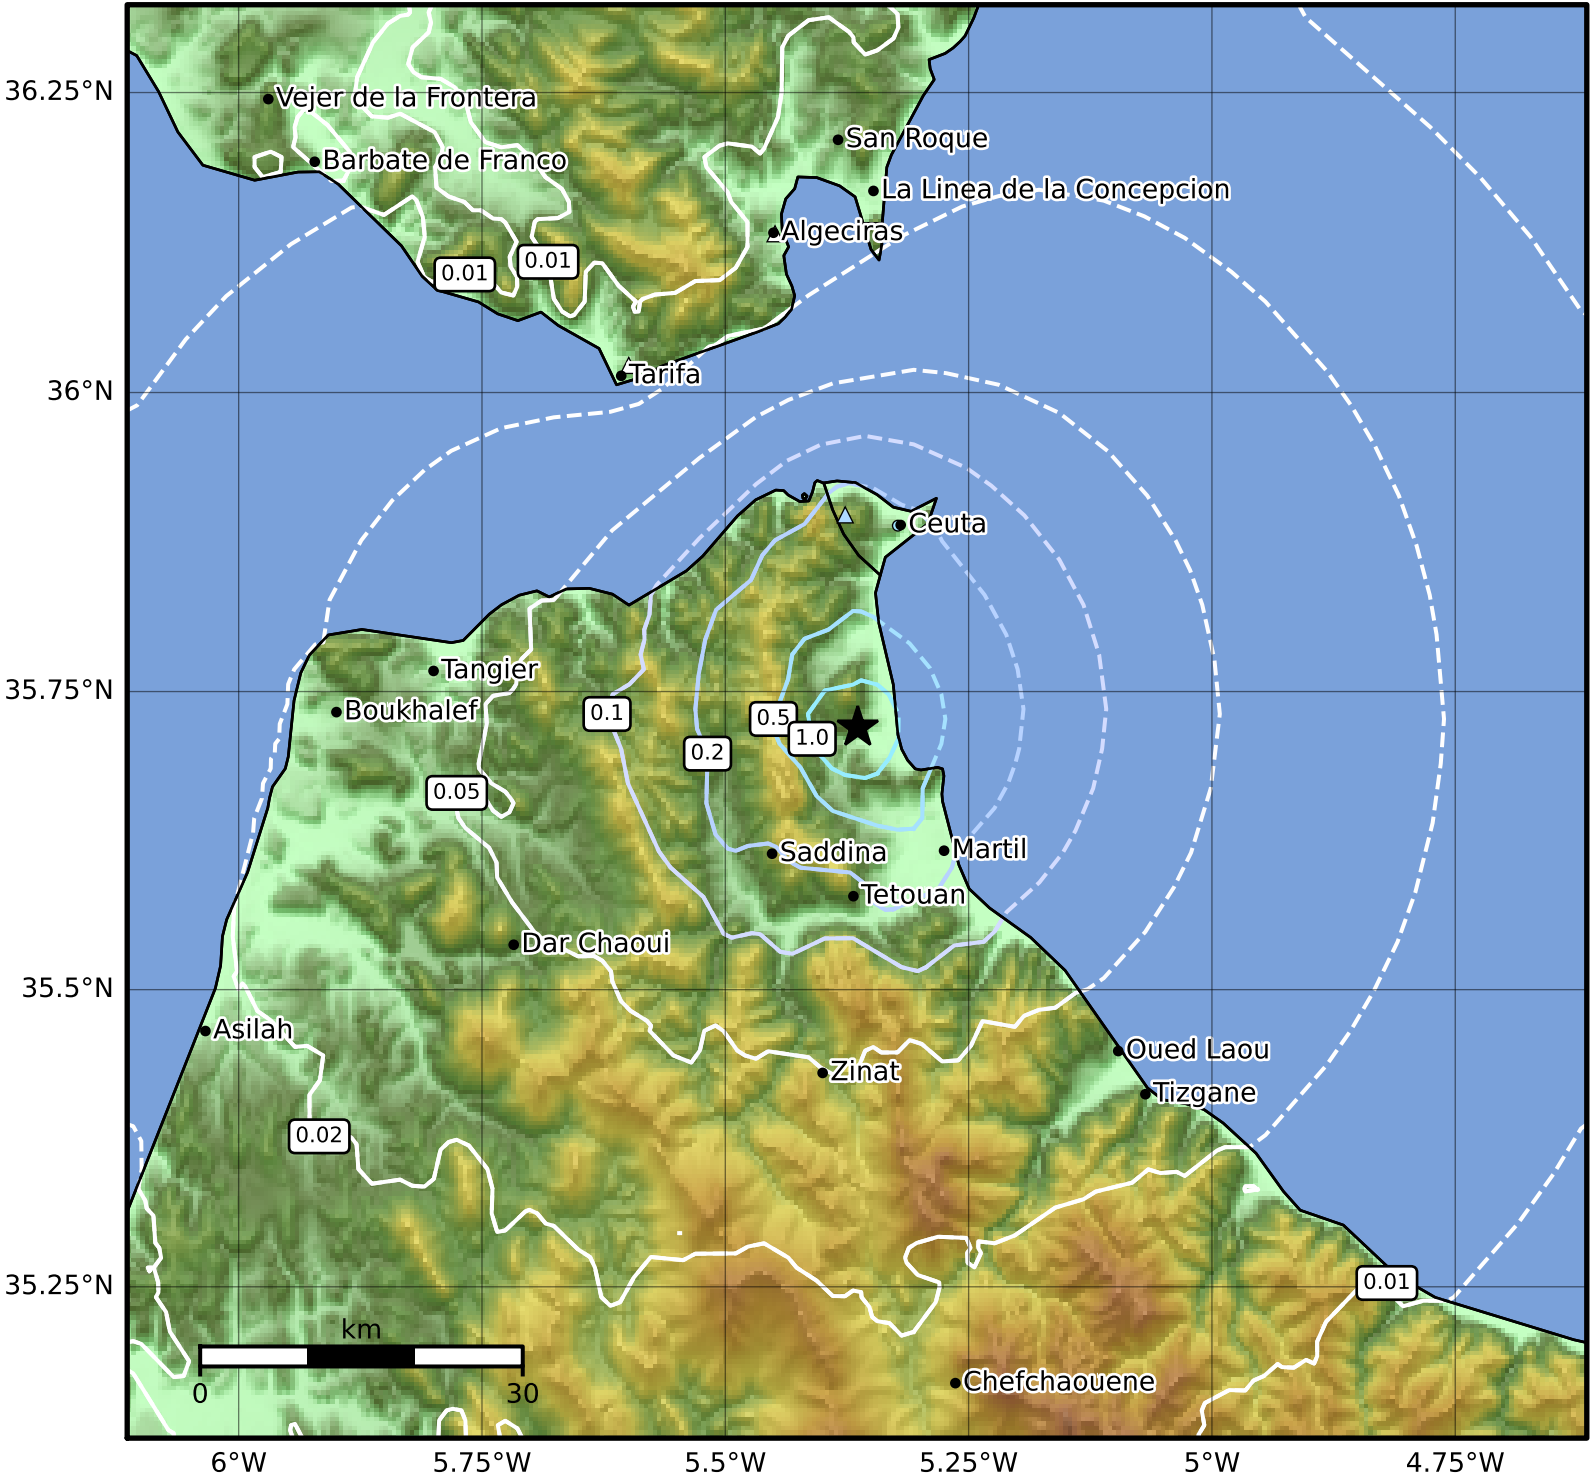 36.25°N
Vejer de la Frontera
San Roque
Barbate de Franco
La Linea de la Concepcion
Algeciras
0.01
0.01
Tarifa
36°N
Ceuta
Tangier
35.75°N
Boukhalef
0.1
0.5
1.0
0.2
0.05
Saddina
Martil
Tetouan
Dar Chaoui
35.5°N
Asilah
Oued Laou
Zinat
Tizgane
0.02
35.25°N
0.01
km
0
30
Chefchaouene
6°W
5.75°W
5.5°W
5.25°W
5°W
4.75°W